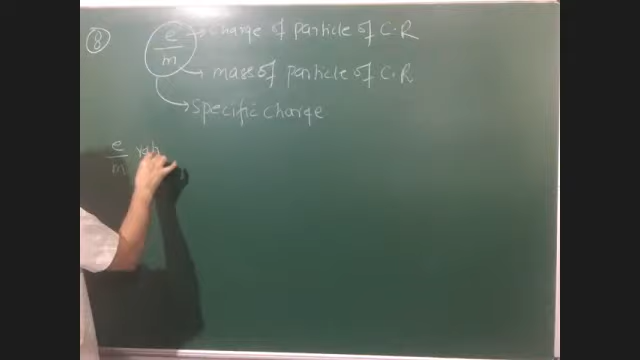 8
e → charge of particle of C.R
m → mass of particle of C.R
→ specific charge
e
m